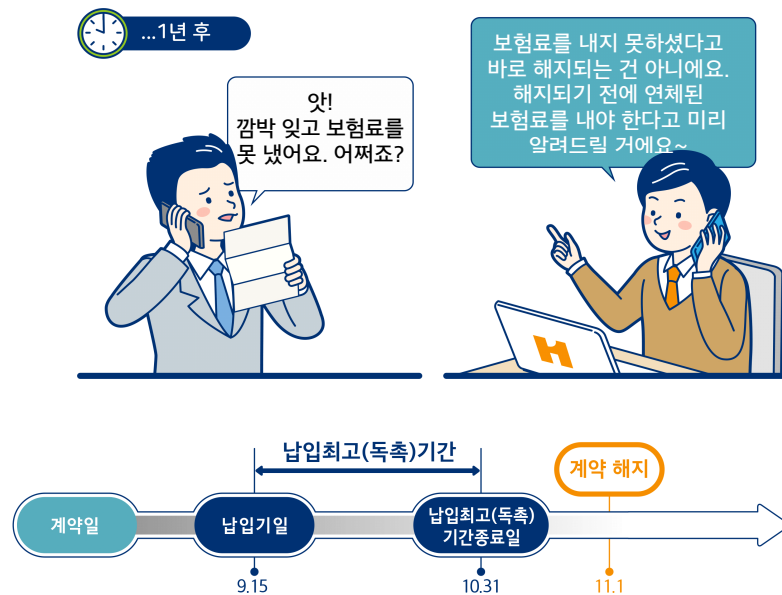 ...1년 후
앗!
깜박 잊고 보험료를
못 냈어요. 어쩌죠?
보험료를 내지 못하셨다고
바로 해지되는 건 아니에요.
해지되기 전에 연체된
보험료를 내야 한다고 미리
알려드릴 거에요~
납입최고(독촉)기간
계약 해지
계약일
납입기일
납입최고(독촉)
기간종료일
9.15
10.31
11.1